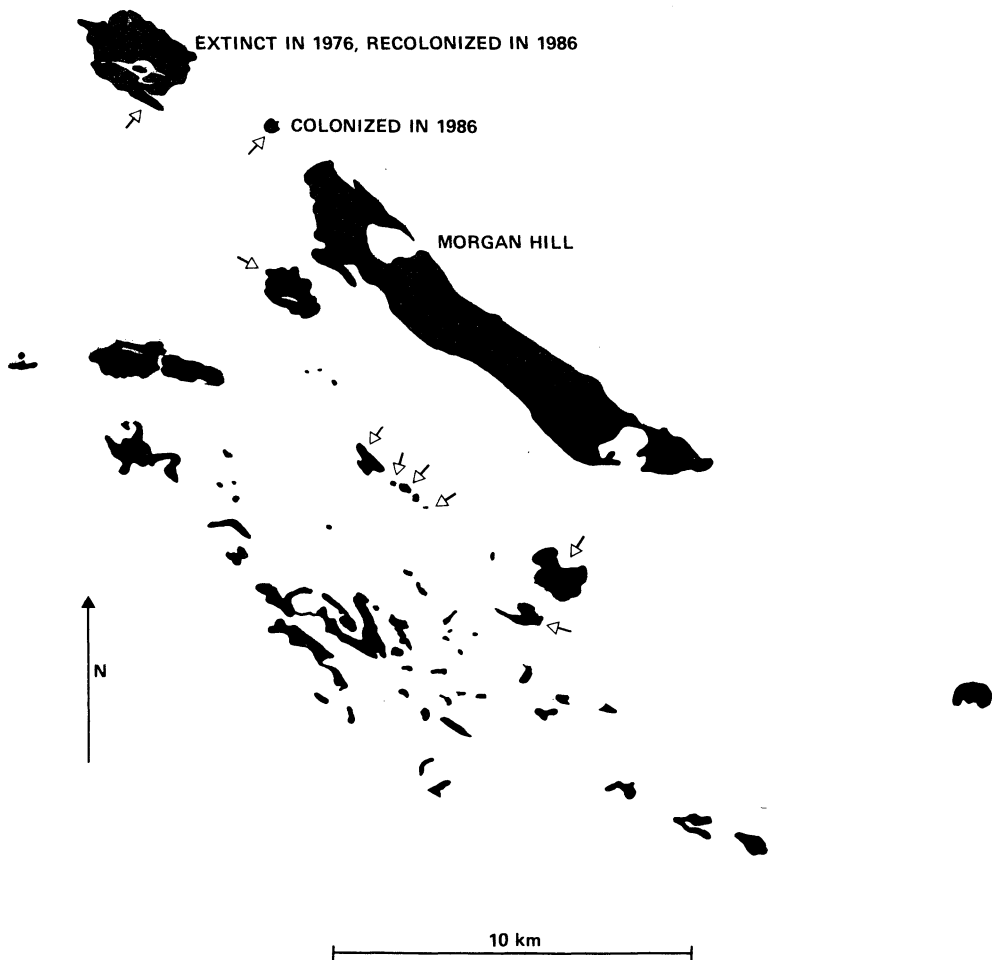 EXTINCT IN 1976, RECOLONIZED IN 1986
COLONIZED IN 1986
MORGAN HILL
N
10 km